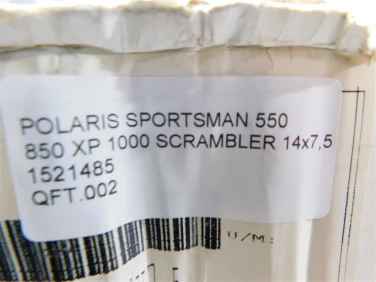 POLARIS SPORTSMAN 550
850 XP 1000 SCRAMBLER 14x7,5
1521485
QFT.002
U/M: